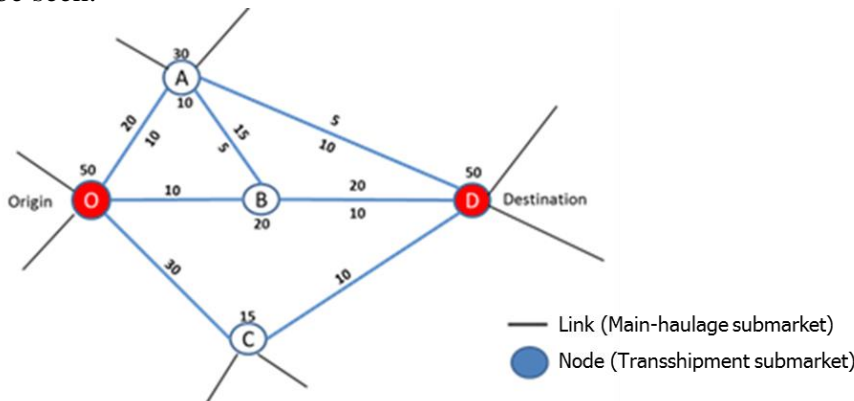 30
A
10
20
10
15
5
5
10
50
Origin
O
10
B
20
20
10
50
D
Destination
30
10
15
C
Link (Main-haulage submarket)
Node (Transshipment submarket)